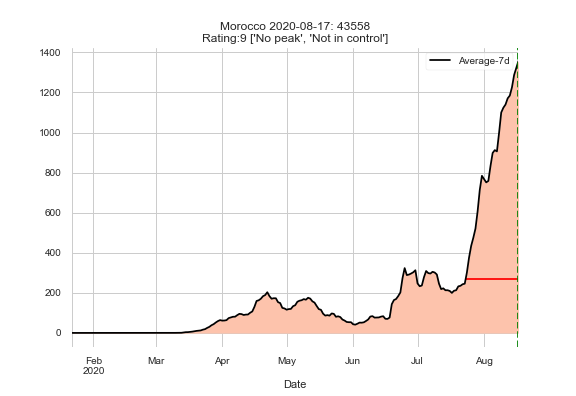 Morocco 2020-08-17: 43558
Rating:9 ['No peak', 'Not in control']
Average-7d
1400
1200
1000
800
600
400
200
0
Feb Mar Apr May Jun Jul Aug
2020
Date